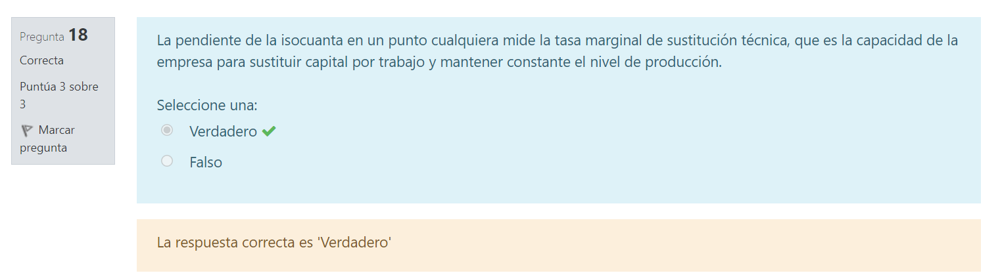 Pregunta 18
Correcta
Puntúa 3 sobre
3
Marcar
pregunta
La pendiente de la isocuanta en un punto cualquiera mide la tasa marginal de sustitución técnica, que es la capacidad de la
empresa para sustituir capital por trabajo y mantener constante el nivel de producción.
Seleccione una:
Verdadero
Falso
La respuesta correcta es 'Verdadero'